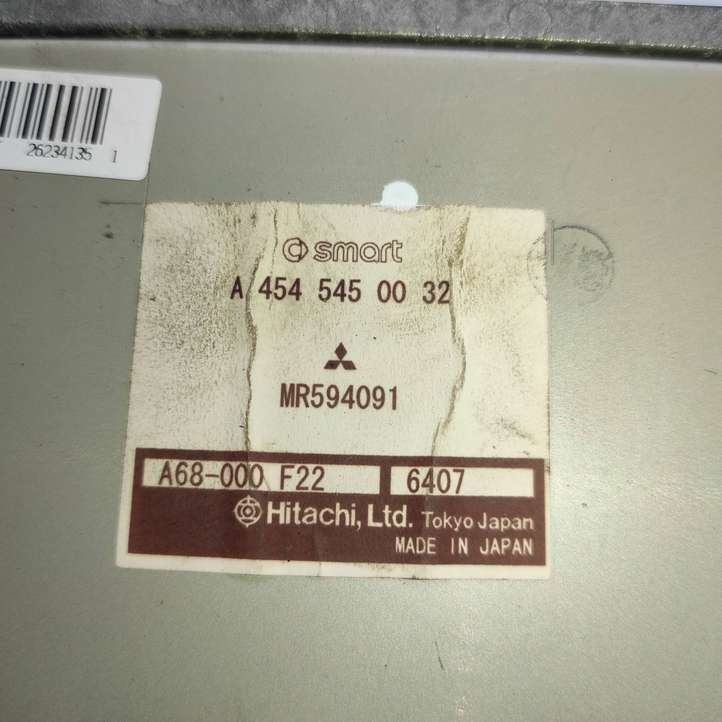 26234135 1
smart
A 454 545 00 32
MR594091
A68-000 F22 6407
Hitachi, Ltd. Tokyo Japan
MADE IN JAPAN